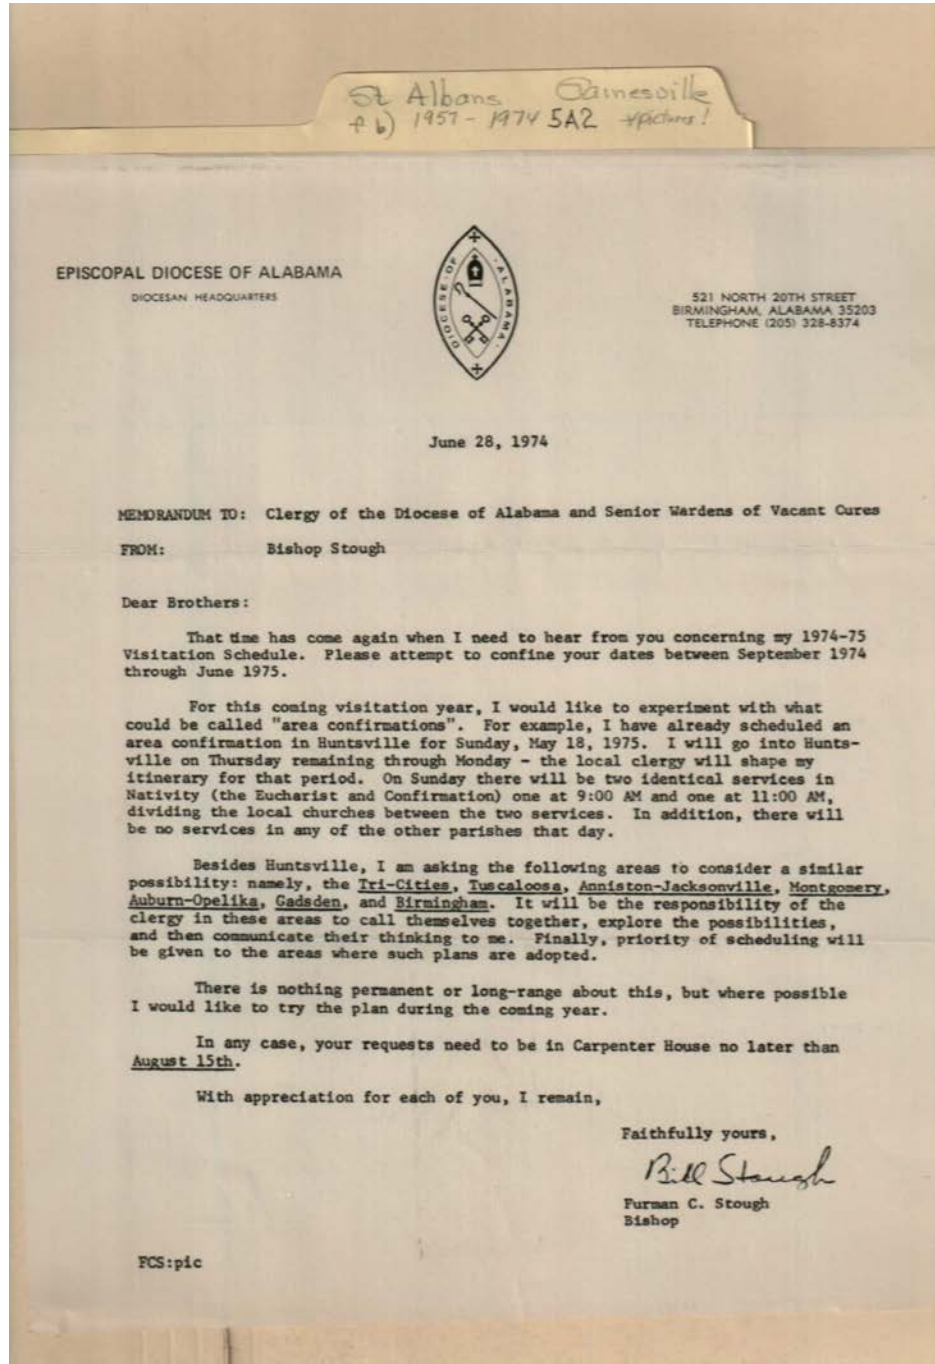 St Albans Gainesville
f b) 1957 - 1974 5A2 +pictures!
EPISCOPAL DIOCESE OF ALABAMA
DIOCESAN HEADQUARTERS
DIOCESE · OF · ALABAMA ·
521 NORTH 20TH STREET
BIRMINGHAM, ALABAMA 35203
TELEPHONE (205) 328-8374
June 28, 1974
MEMORANDUM TO: Clergy of the Diocese of Alabama and Senior Wardens of Vacant Cures
FROM: Bishop Stough
Dear Brothers:
That time has come again when I need to hear from you concerning my 1974-75
Visitation Schedule. Please attempt to confine your dates between September 1974
through June 1975.
For this coming visitation year, I would like to experiment with what
could be called "area confirmations". For example, I have already scheduled an
area confirmation in Huntsville for Sunday, May 18, 1975. I will go into Hunts-
ville on Thursday remaining through Monday - the local clergy will shape my
itinerary for that period. On Sunday there will be two identical services in
Nativity (the Eucharist and Confirmation) one at 9:00 AM and one at 11:00 AM,
dividing the local churches between the two services. In addition, there will
be no services in any of the other parishes that day.
Besides Huntsville, I am asking the following areas to consider a similar
possibility: namely, the Tri-Cities, Tuscaloosa, Anniston-Jacksonville, Montgomery,
Auburn-Opelika, Gadsden, and Birmingham. It will be the responsibility of the
clergy in these areas to call themselves together, explore the possibilities,
and then communicate their thinking to me. Finally, priority of scheduling will
be given to the areas where such plans are adopted.
There is nothing permanent or long-range about this, but where possible
I would like to try the plan during the coming year.
In any case, your requests need to be in Carpenter House no later than
August 15th.
With appreciation for each of you, I remain,
Faithfully yours,
Bill Stough
Furman C. Stough
Bishop
FCS:pic